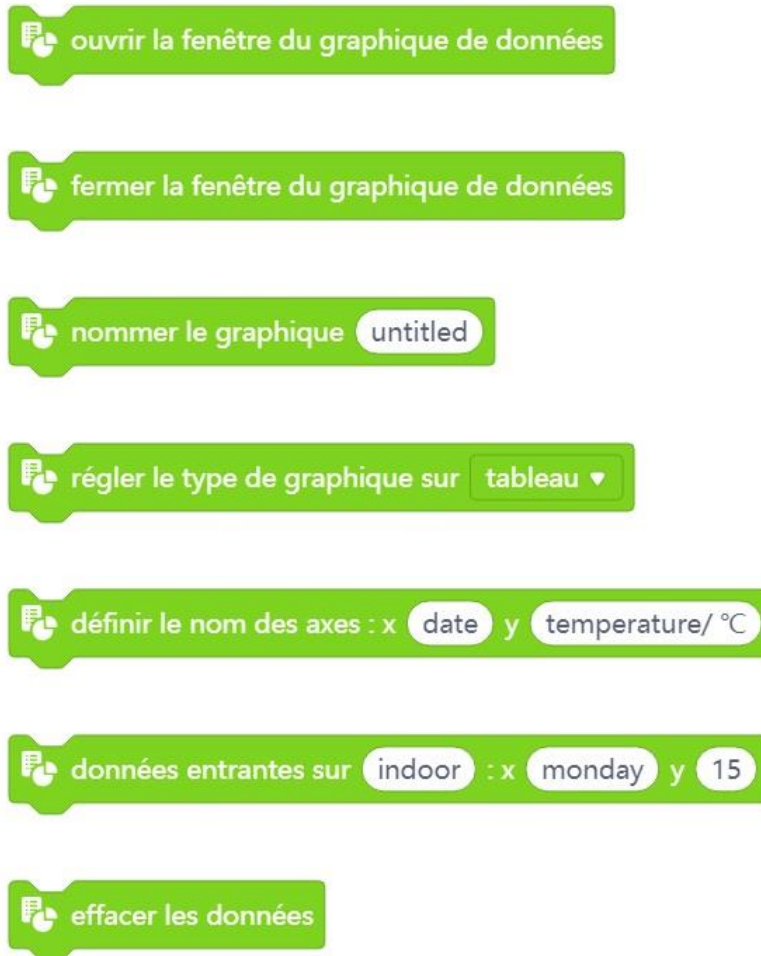 ouvrir la fenêtre du graphique de données
fermer la fenêtre du graphique de données
nommer le graphique untitled
régler le type de graphique sur tableau
définir le nom des axes : x date y temperature/ °C
données entrantes sur indoor : x monday y 15
effacer les données